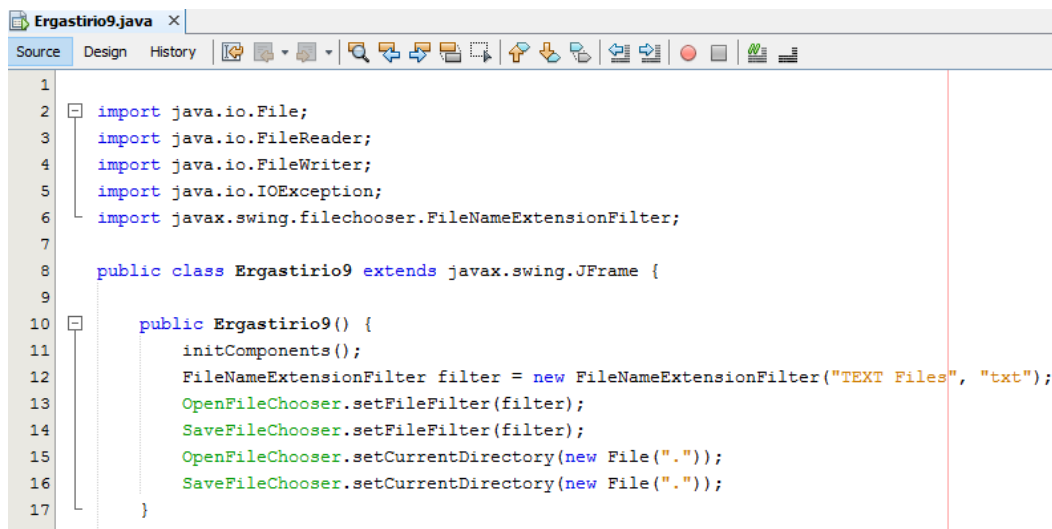 Ergastirio9.java
Source Design History
1
2 import java.io.File;
3 import java.io.FileReader;
4 import java.io.FileWriter;
5 import java.io.IOException;
6 import javax.swing.filechooser.FileNameExtensionFilter;
7
8 public class Ergastirio9 extends javax.swing.JFrame {
9
10 public Ergastirio9() {
11 initComponents();
12 FileNameExtensionFilter filter = new FileNameExtensionFilter("TEXT Files", "txt");
13 OpenFileChooser.setFileFilter(filter);
14 SaveFileChooser.setFileFilter(filter);
15 OpenFileChooser.setCurrentDirectory(new File("."));
16 SaveFileChooser.setCurrentDirectory(new File("."));
17 }